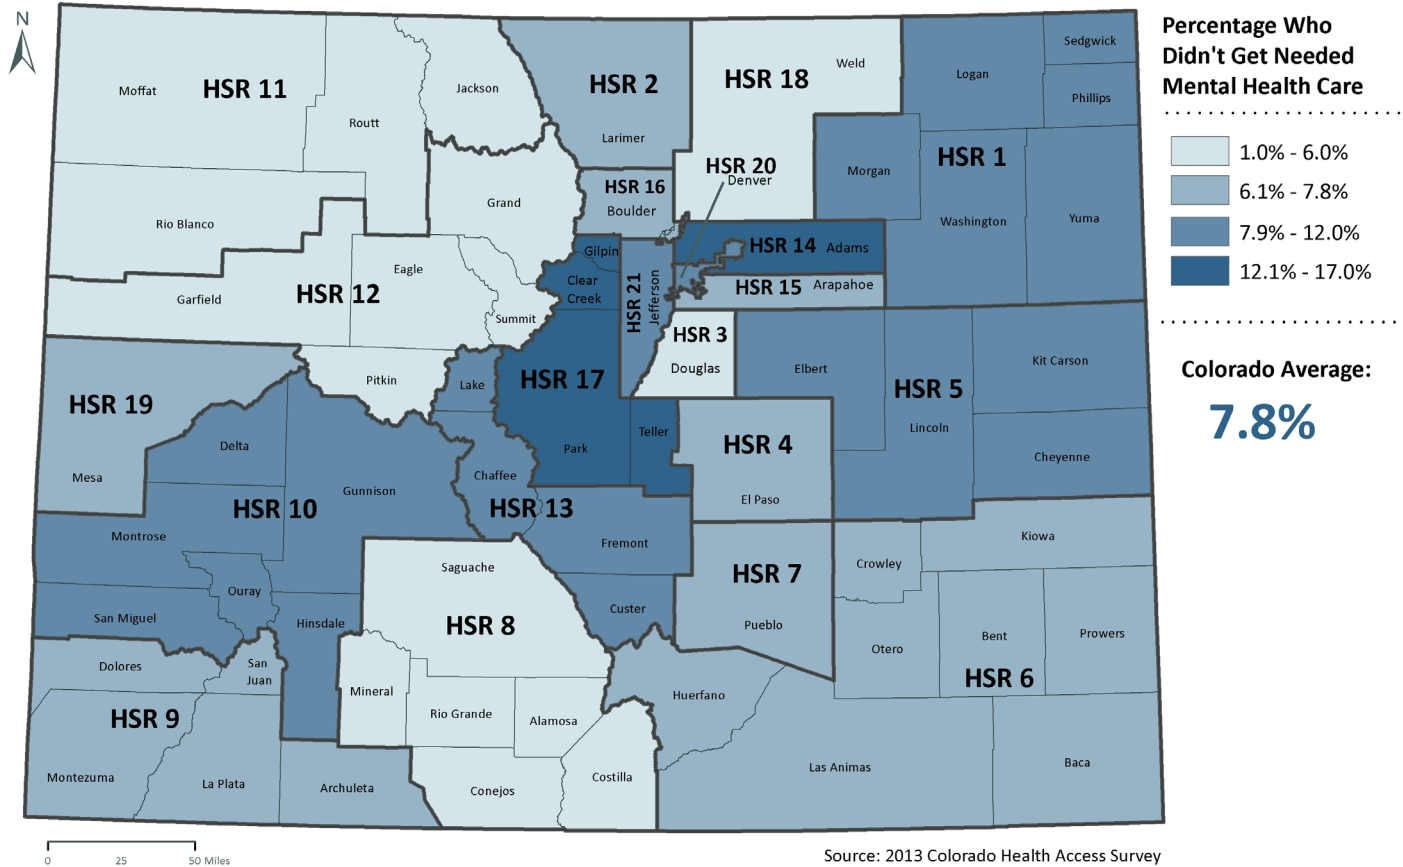 N
Percentage Who
Didn't Get Needed
Mental Health Care
1.0% - 6.0%
6.1% - 7.8%
7.9% - 12.0%
12.1% - 17.0%
Colorado Average:
7.8%
Moffat
HSR 11
Routt
Jackson
HSR 2
Larimer
HSR 18
Weld
Logan
Sedgwick
Phillips
HSR 1
Morgan
Washington
Yuma
Rio Blanco
Grand
HSR 16
Boulder
HSR 20
Denver
Gilpin
Clear
Creek
HSR 21
Jefferson
HSR 14
Adams
HSR 15
Arapahoe
Eagle
HSR 12
Garfield
Summit
Pitkin
HSR 3
Douglas
Elbert
HSR 5
Lincoln
Kit Carson
Cheyenne
HSR 19
Mesa
Lake
HSR 17
Park
Teller
HSR 4
El Paso
Delta
Gunnison
HSR 10
Montrose
Ouray
San Miguel
Hinsdale
Chaffee
HSR 13
Fremont
Custer
Saguache
HSR 8
Mineral
Rio Grande
Alamosa
Conejos
Costilla
HSR 7
Pueblo
Crowley
Kiowa
Otero
Bent
Prowers
HSR 6
Huerfano
Las Animas
Baca
Dolores
San
Juan
HSR 9
Montezuma
La Plata
Archuleta
0 25 50 Miles
Source: 2013 Colorado Health Access Survey